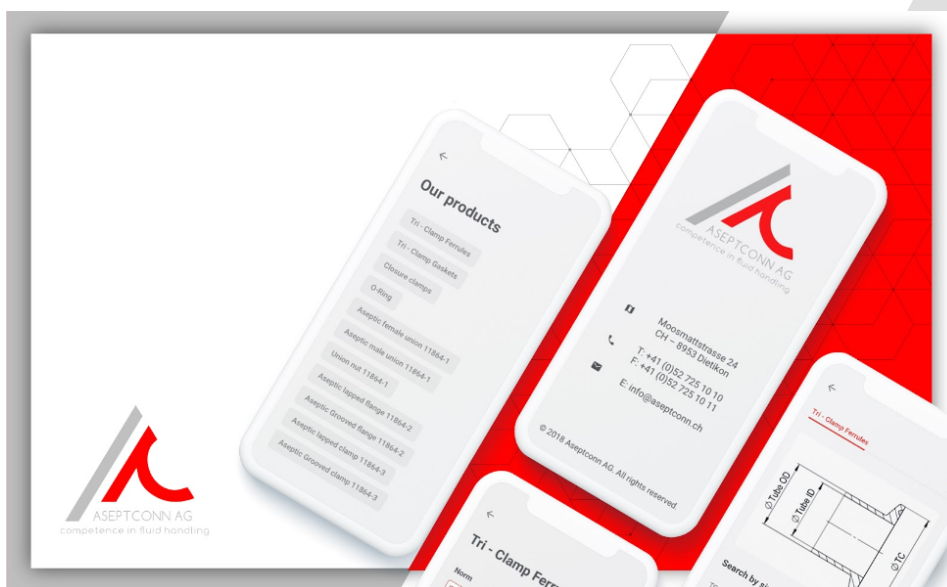 Our products
Tri - Clamp Ferrules
Tri - Clamp Gaskets
Closure clamps
O-Ring
Aseptic female union 11864-1
Aseptic male union 11864-1
Union nut 11864-1
Aseptic lapped flange 11864-2
Aseptic Grooved flange 11864-2
Aseptic lapped clamp 11864-3
Aseptic Grooved clamp 11864-3
ASEPTCONN AG
competence in fluid handling
Moosmattstrasse 24
CH – 8953 Dietikon
T: +41 (0)52 725 10 10
F: +41 (0)52 725 10 11
E: info@aseptconn.ch
© 2018 Aseptconn AG. All rights reserved
ASEPTCONN AG
competence in fluid handling
Tri - Clamp Ferrules
Ø Tube OD
Ø Tube ID
Ø TC
Search by
Tri - Clamp
Norm